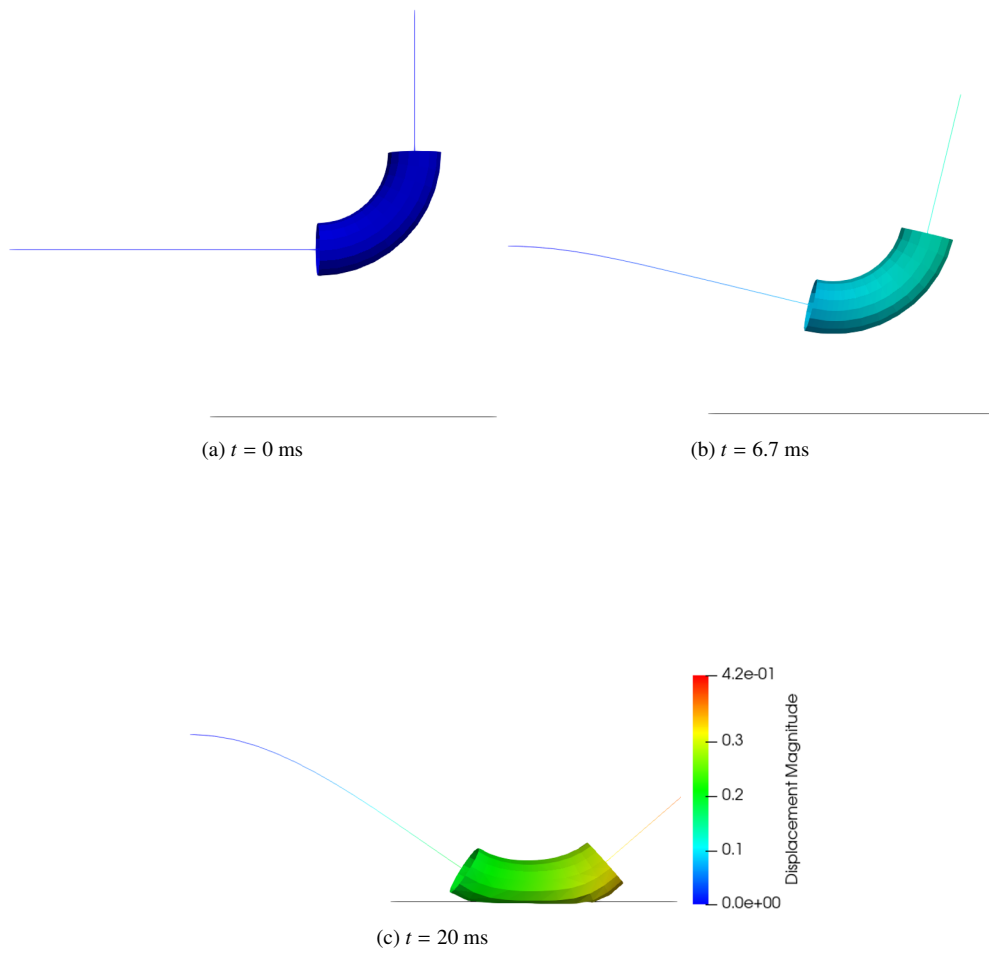 (a) t = 0 ms
(b) t = 6.7 ms
4.2e-01
0.3
0.2
0.1
0.0e+00
Displacement Magnitude
(c) t = 20 ms